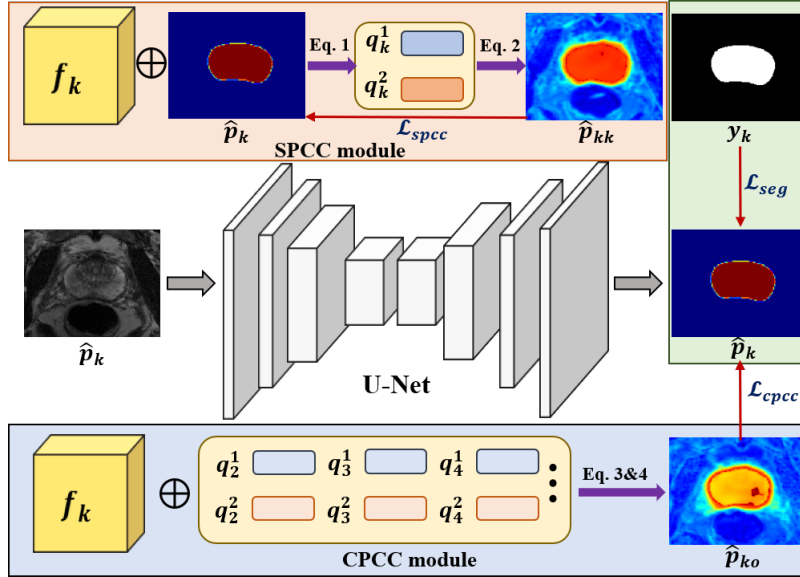 f_k ⊕ Eq. 1 q_k^1 Eq. 2
q_k^2
p̂_k ℒ_spcc p̂_kk
SPCC module
y_k
ℒ_seg
p̂_k
U-Net
p̂_k
ℒ_cpcc
f_k ⊕ q_2^1 q_3^1 q_4^1
q_2^2 q_3^2 q_4^2
Eq. 3&4
CPCC module
p̂_ko